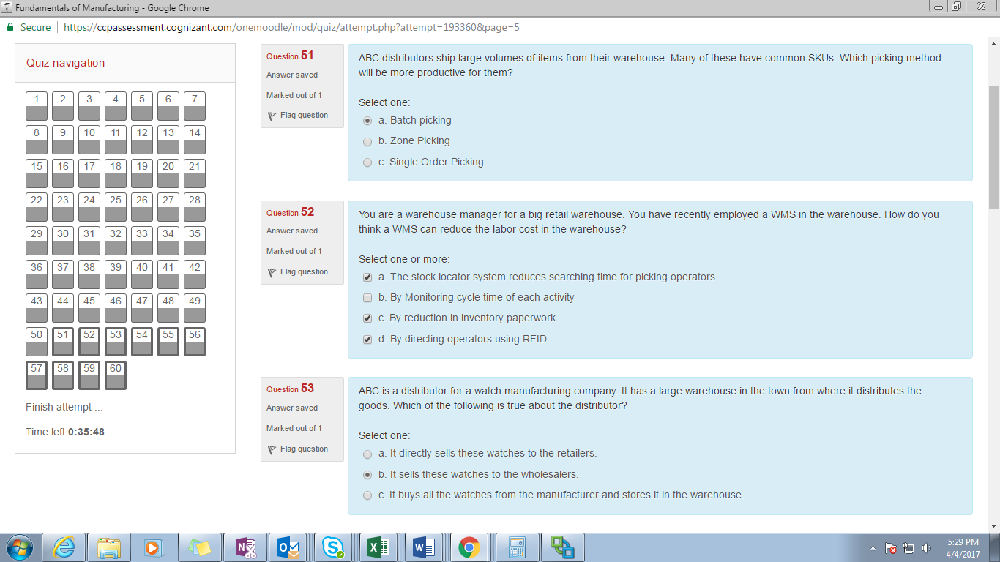 Fundamentals of Manufacturing - Google Chrome
Secure https://ccpassessment.cognizant.com/onemoodle/mod/quiz/attempt.php?attempt=193360&page=5
Quiz navigation
1 2 3 4 5 6 7
8 9 10 11 12 13 14
15 16 17 18 19 20 21
22 23 24 25 26 27 28
29 30 31 32 33 34 35
36 37 38 39 40 41 42
43 44 45 46 47 48 49
50 51 52 53 54 55 56
57 58 59 60
Finish attempt ...
Time left 0:35:48
Question 51
Answer saved
Marked out of 1
Flag question
ABC distributors ship large volumes of items from their warehouse. Many of these have common SKUs. Which picking method
will be more productive for them?
Select one:
a. Batch picking
b. Zone Picking
c. Single Order Picking
Question 52
Answer saved
Marked out of 1
Flag question
You are a warehouse manager for a big retail warehouse. You have recently employed a WMS in the warehouse. How do you
think a WMS can reduce the labor cost in the warehouse?
Select one or more:
a. The stock locator system reduces searching time for picking operators
b. By Monitoring cycle time of each activity
c. By reduction in inventory paperwork
d. By directing operators using RFID
Question 53
Answer saved
Marked out of 1
Flag question
ABC is a distributor for a watch manufacturing company. It has a large warehouse in the town from where it distributes the
goods. Which of the following is true about the distributor?
Select one:
a. It directly sells these watches to the retailers.
b. It sells these watches to the wholesalers.
c. It buys all the watches from the manufacturer and stores it in the warehouse.
5:29 PM
4/4/2017